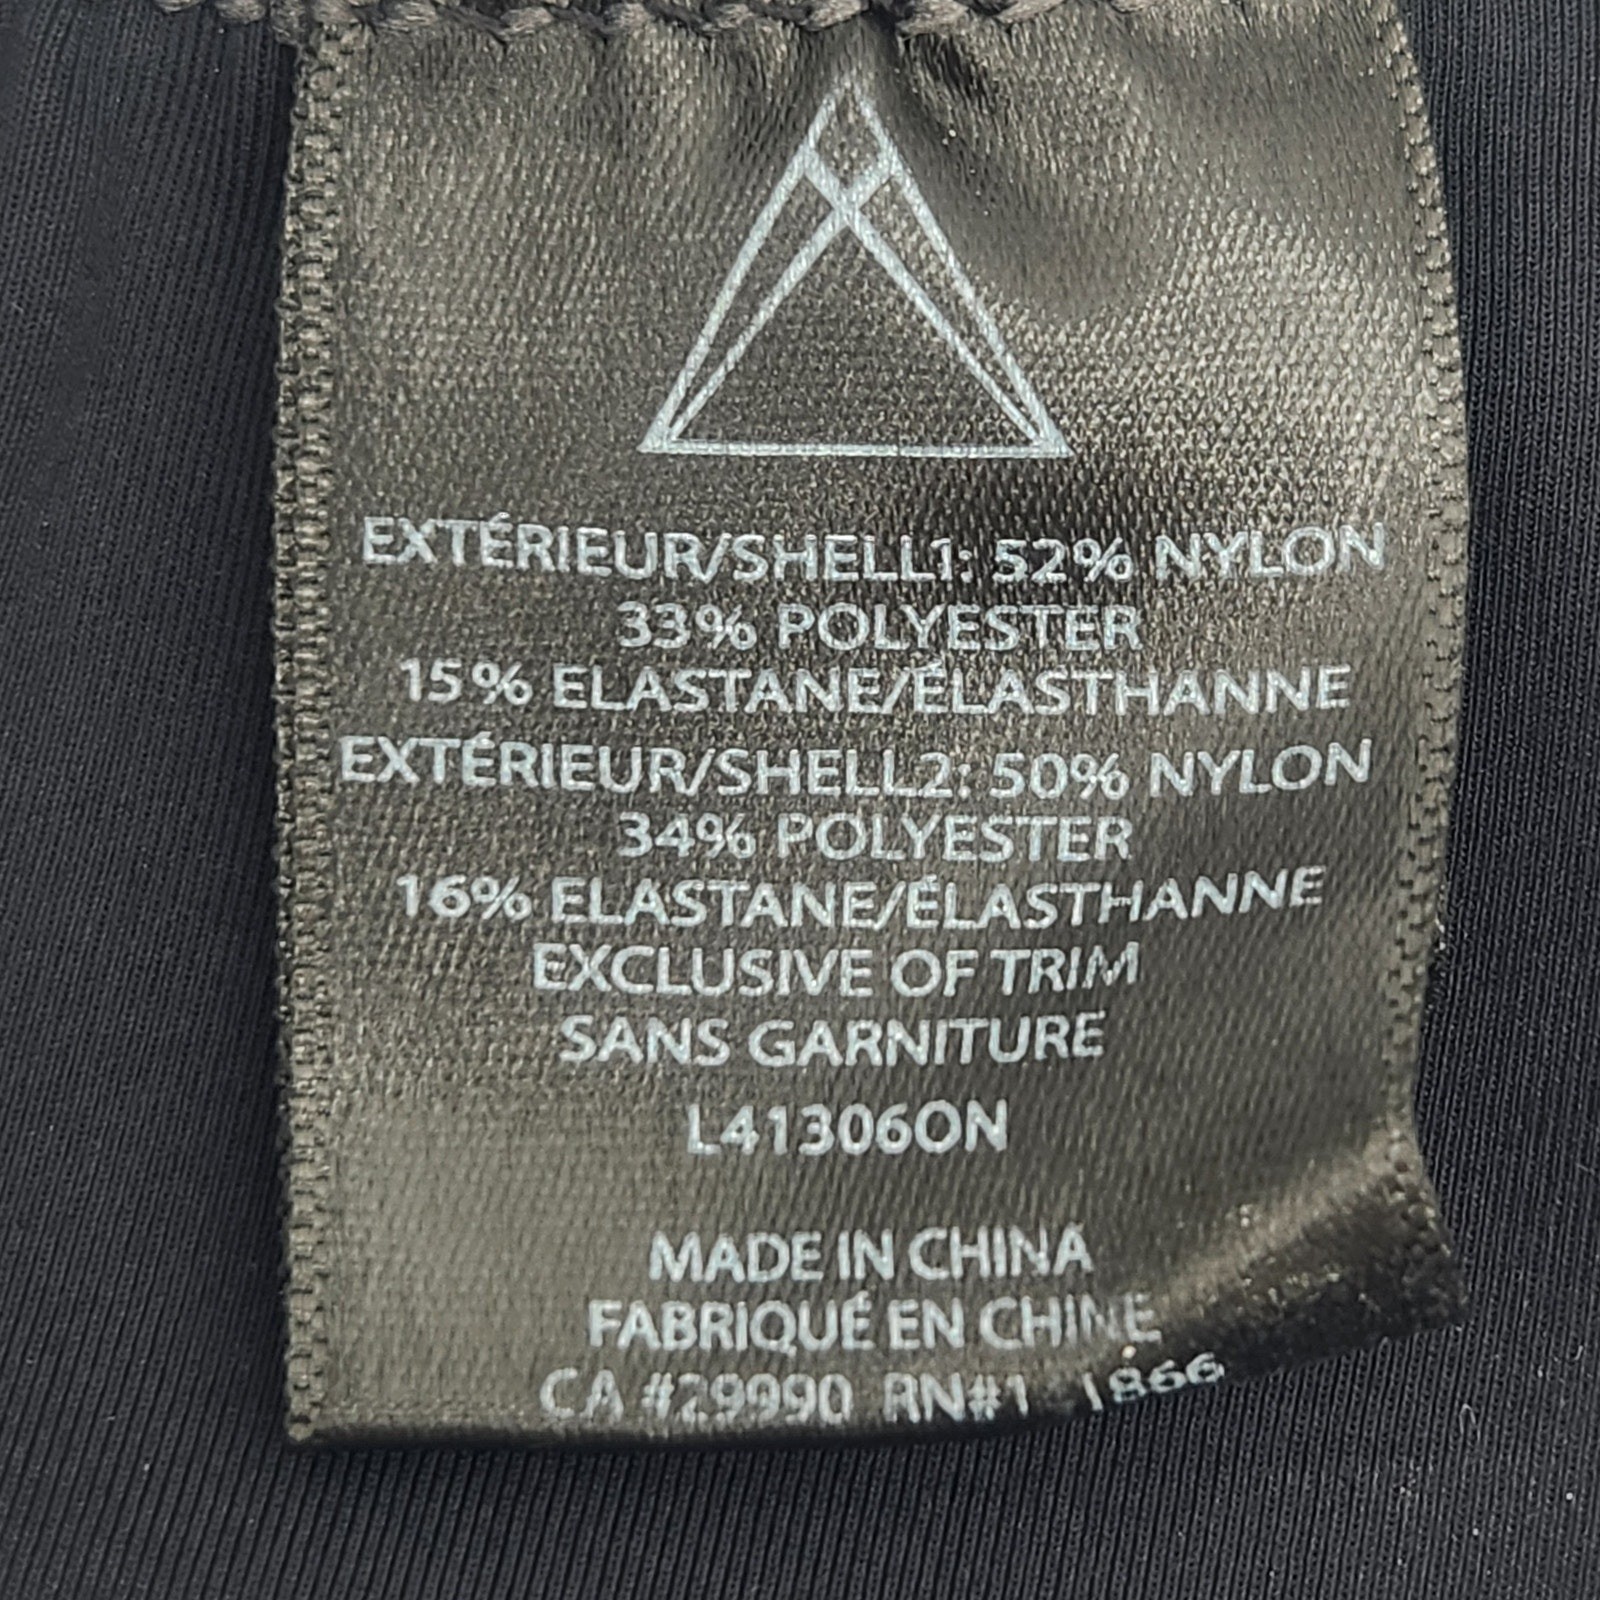 EXTÉRIEUR/SHELL1: 52% NYLON
33% POLYESTER
15% ELASTANE/ÉLASTHANNE
EXTÉRIEUR/SHELL2: 50% NYLON
34% POLYESTER
16% ELASTANE/ÉLASTHANNE
EXCLUSIVE OF TRIM
SANS GARNITURE
L413060N
MADE IN CHINA
FABRIQUÉ EN CHINE
CA #29990